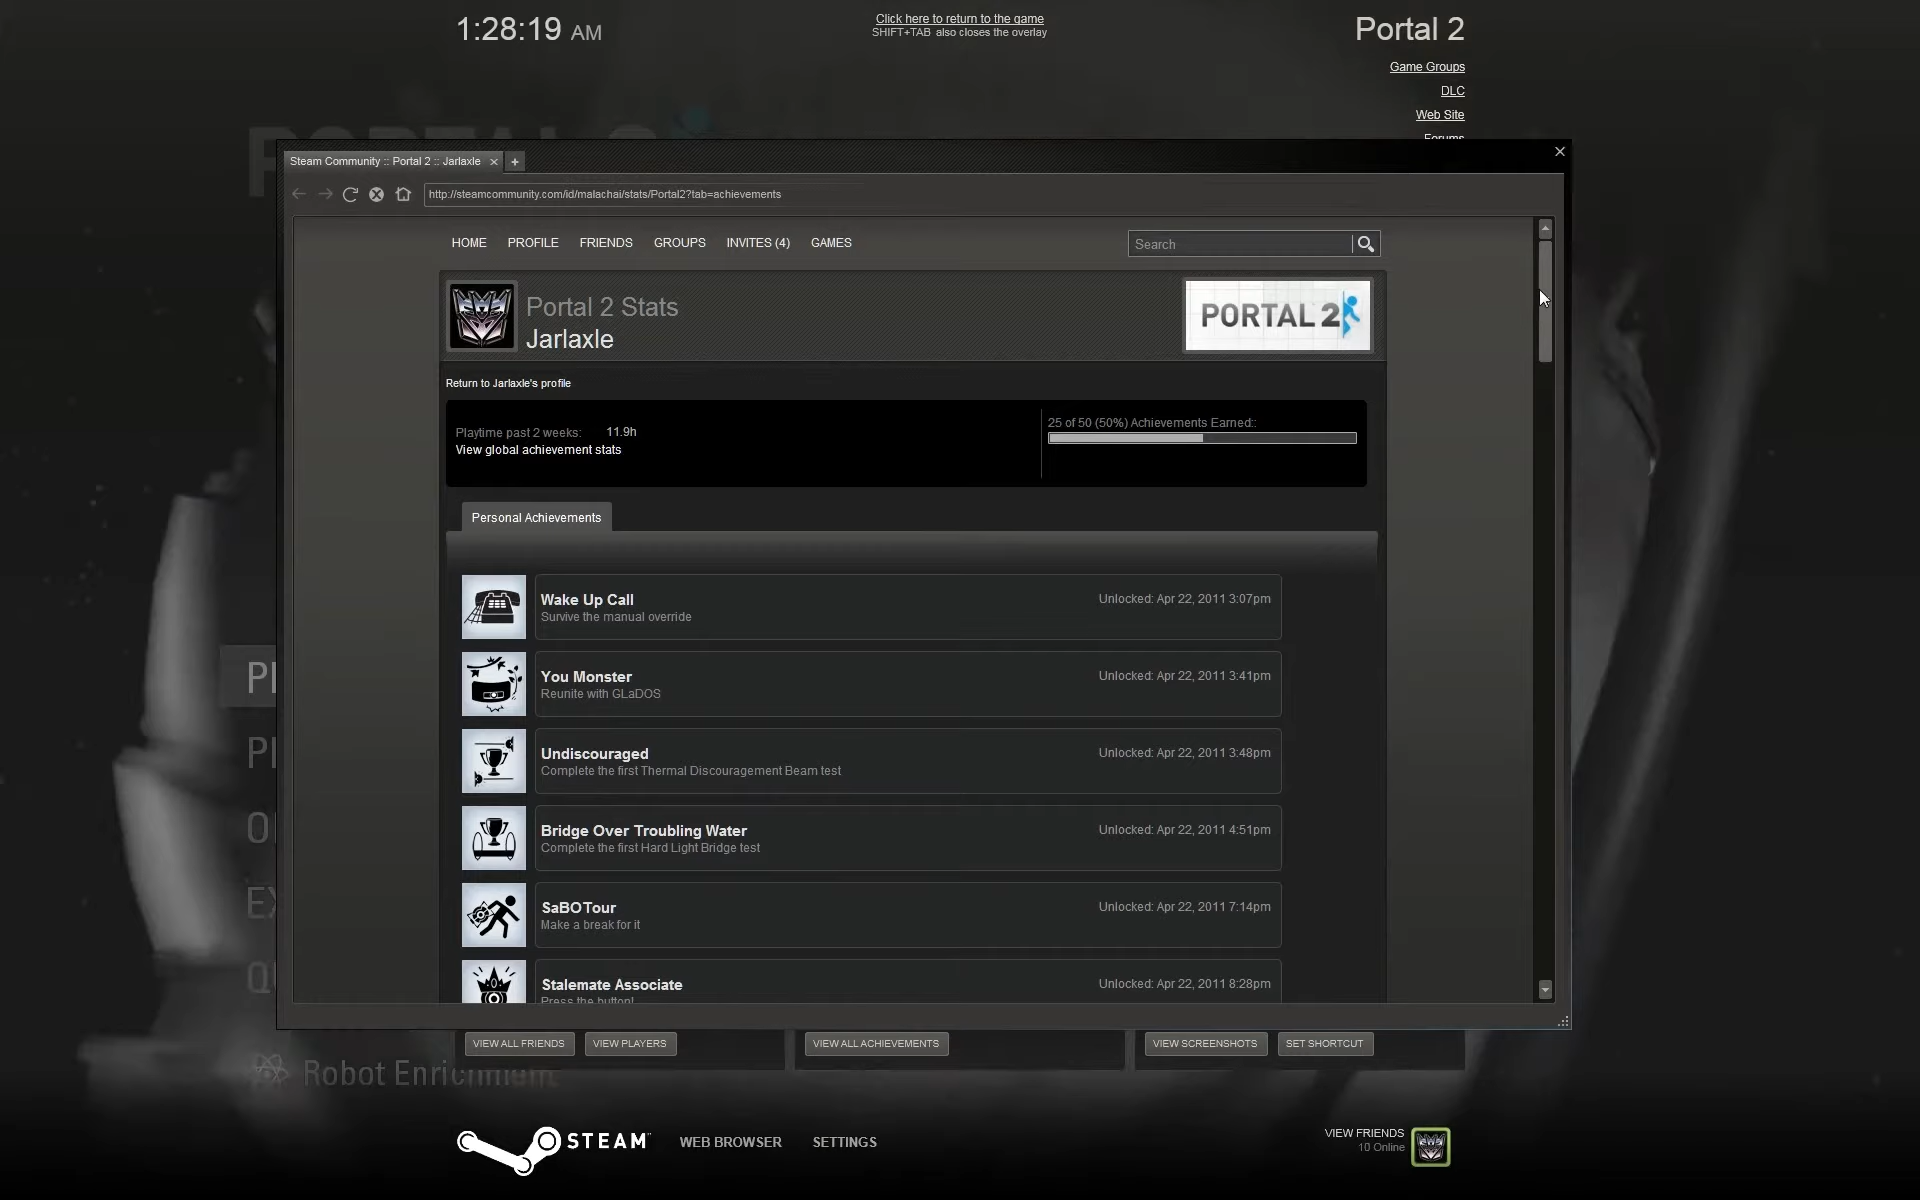 1:28:19 AM
Click here to return to the game
SHIFT+TAB also closes the overlay
Portal 2
Game Groups
DLC
Web Site
Forums
Steam Community :: Portal 2 :: Jarlaxle
http://steamcommunity.com/id/malachai/stats/Portal2?tab=achievements
HOME PROFILE FRIENDS GROUPS INVITES (4) GAMES
Search
Portal 2 Stats
Jarlaxle
PORTAL 2
Return to Jarlaxle's profile
Playtime past 2 weeks: 11.9h
View global achievement stats
25 of 50 (50%) Achievements Earned::
Personal Achievements
Wake Up Call
Unlocked: Apr 22, 2011 3:07pm
Survive the manual override
You Monster
Unlocked: Apr 22, 2011 3:41pm
Reunite with GLaDOS
Undiscouraged
Unlocked: Apr 22, 2011 3:48pm
Complete the first Thermal Discouragement Beam test
Bridge Over Troubling Water
Unlocked: Apr 22, 2011 4:51pm
Complete the first Hard Light Bridge test
SaBOTour
Unlocked: Apr 22, 2011 7:14pm
Make a break for it
Stalemate Associate
Unlocked: Apr 22, 2011 8:28pm
Press the button!
VIEW ALL FRIENDS VIEW PLAYERS VIEW ALL ACHIEVEMENTS VIEW SCREENSHOTS SET SHORTCUT
Robot Enrichment
STEAM WEB BROWSER SETTINGS
VIEW FRIENDS
10 Online